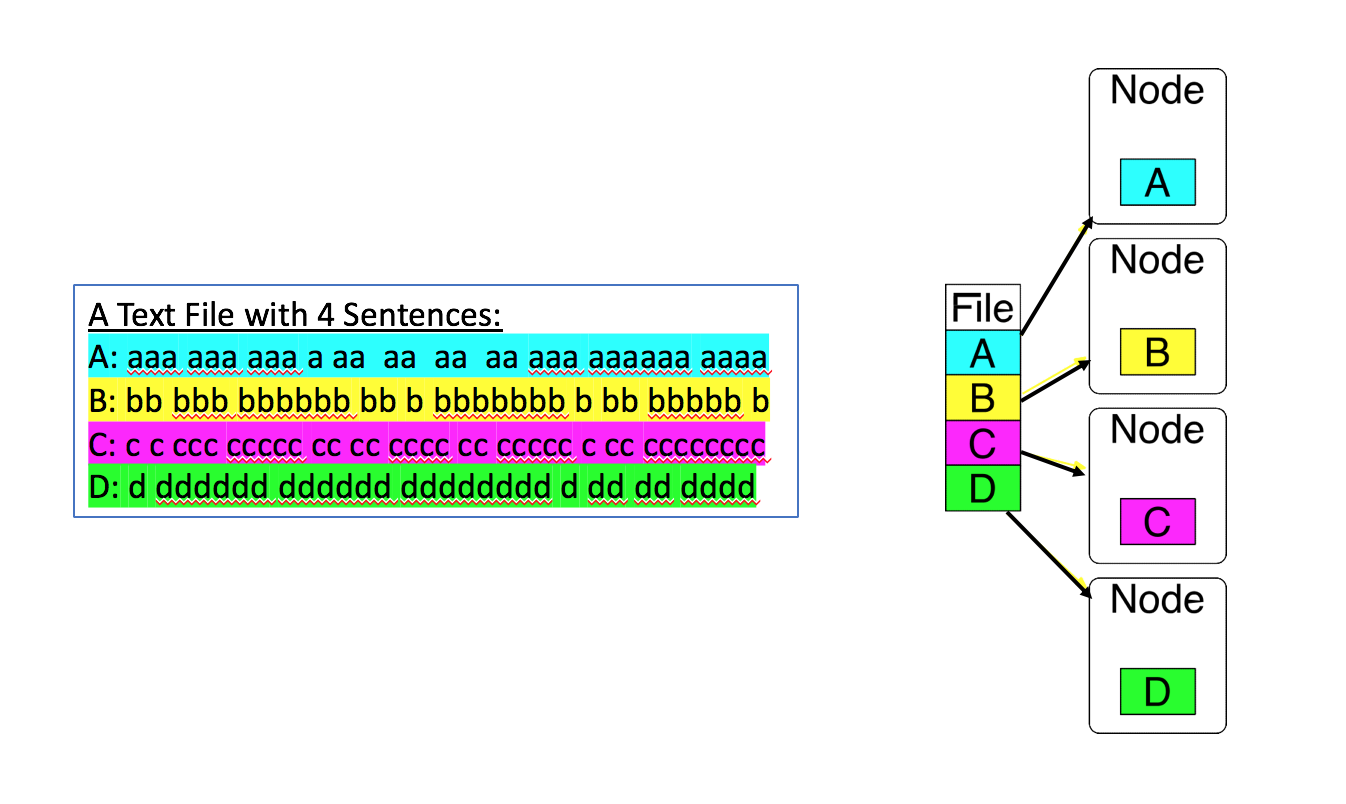 A Text File with 4 Sentences:
A: aaa aaa aaa a aa  aa  aa  aa aaa aaaaaa aaaa
B: bb bbb bbbbbb bb b bbbbbbb b bb bbbbb b
C: c c ccc ccccc cc cc cccc cc ccccc c cc cccccccc
D: d dddddd dddddd dddddddd d dd dd dddd
File
A
B
C
D
Node
A
Node
B
Node
C
Node
D